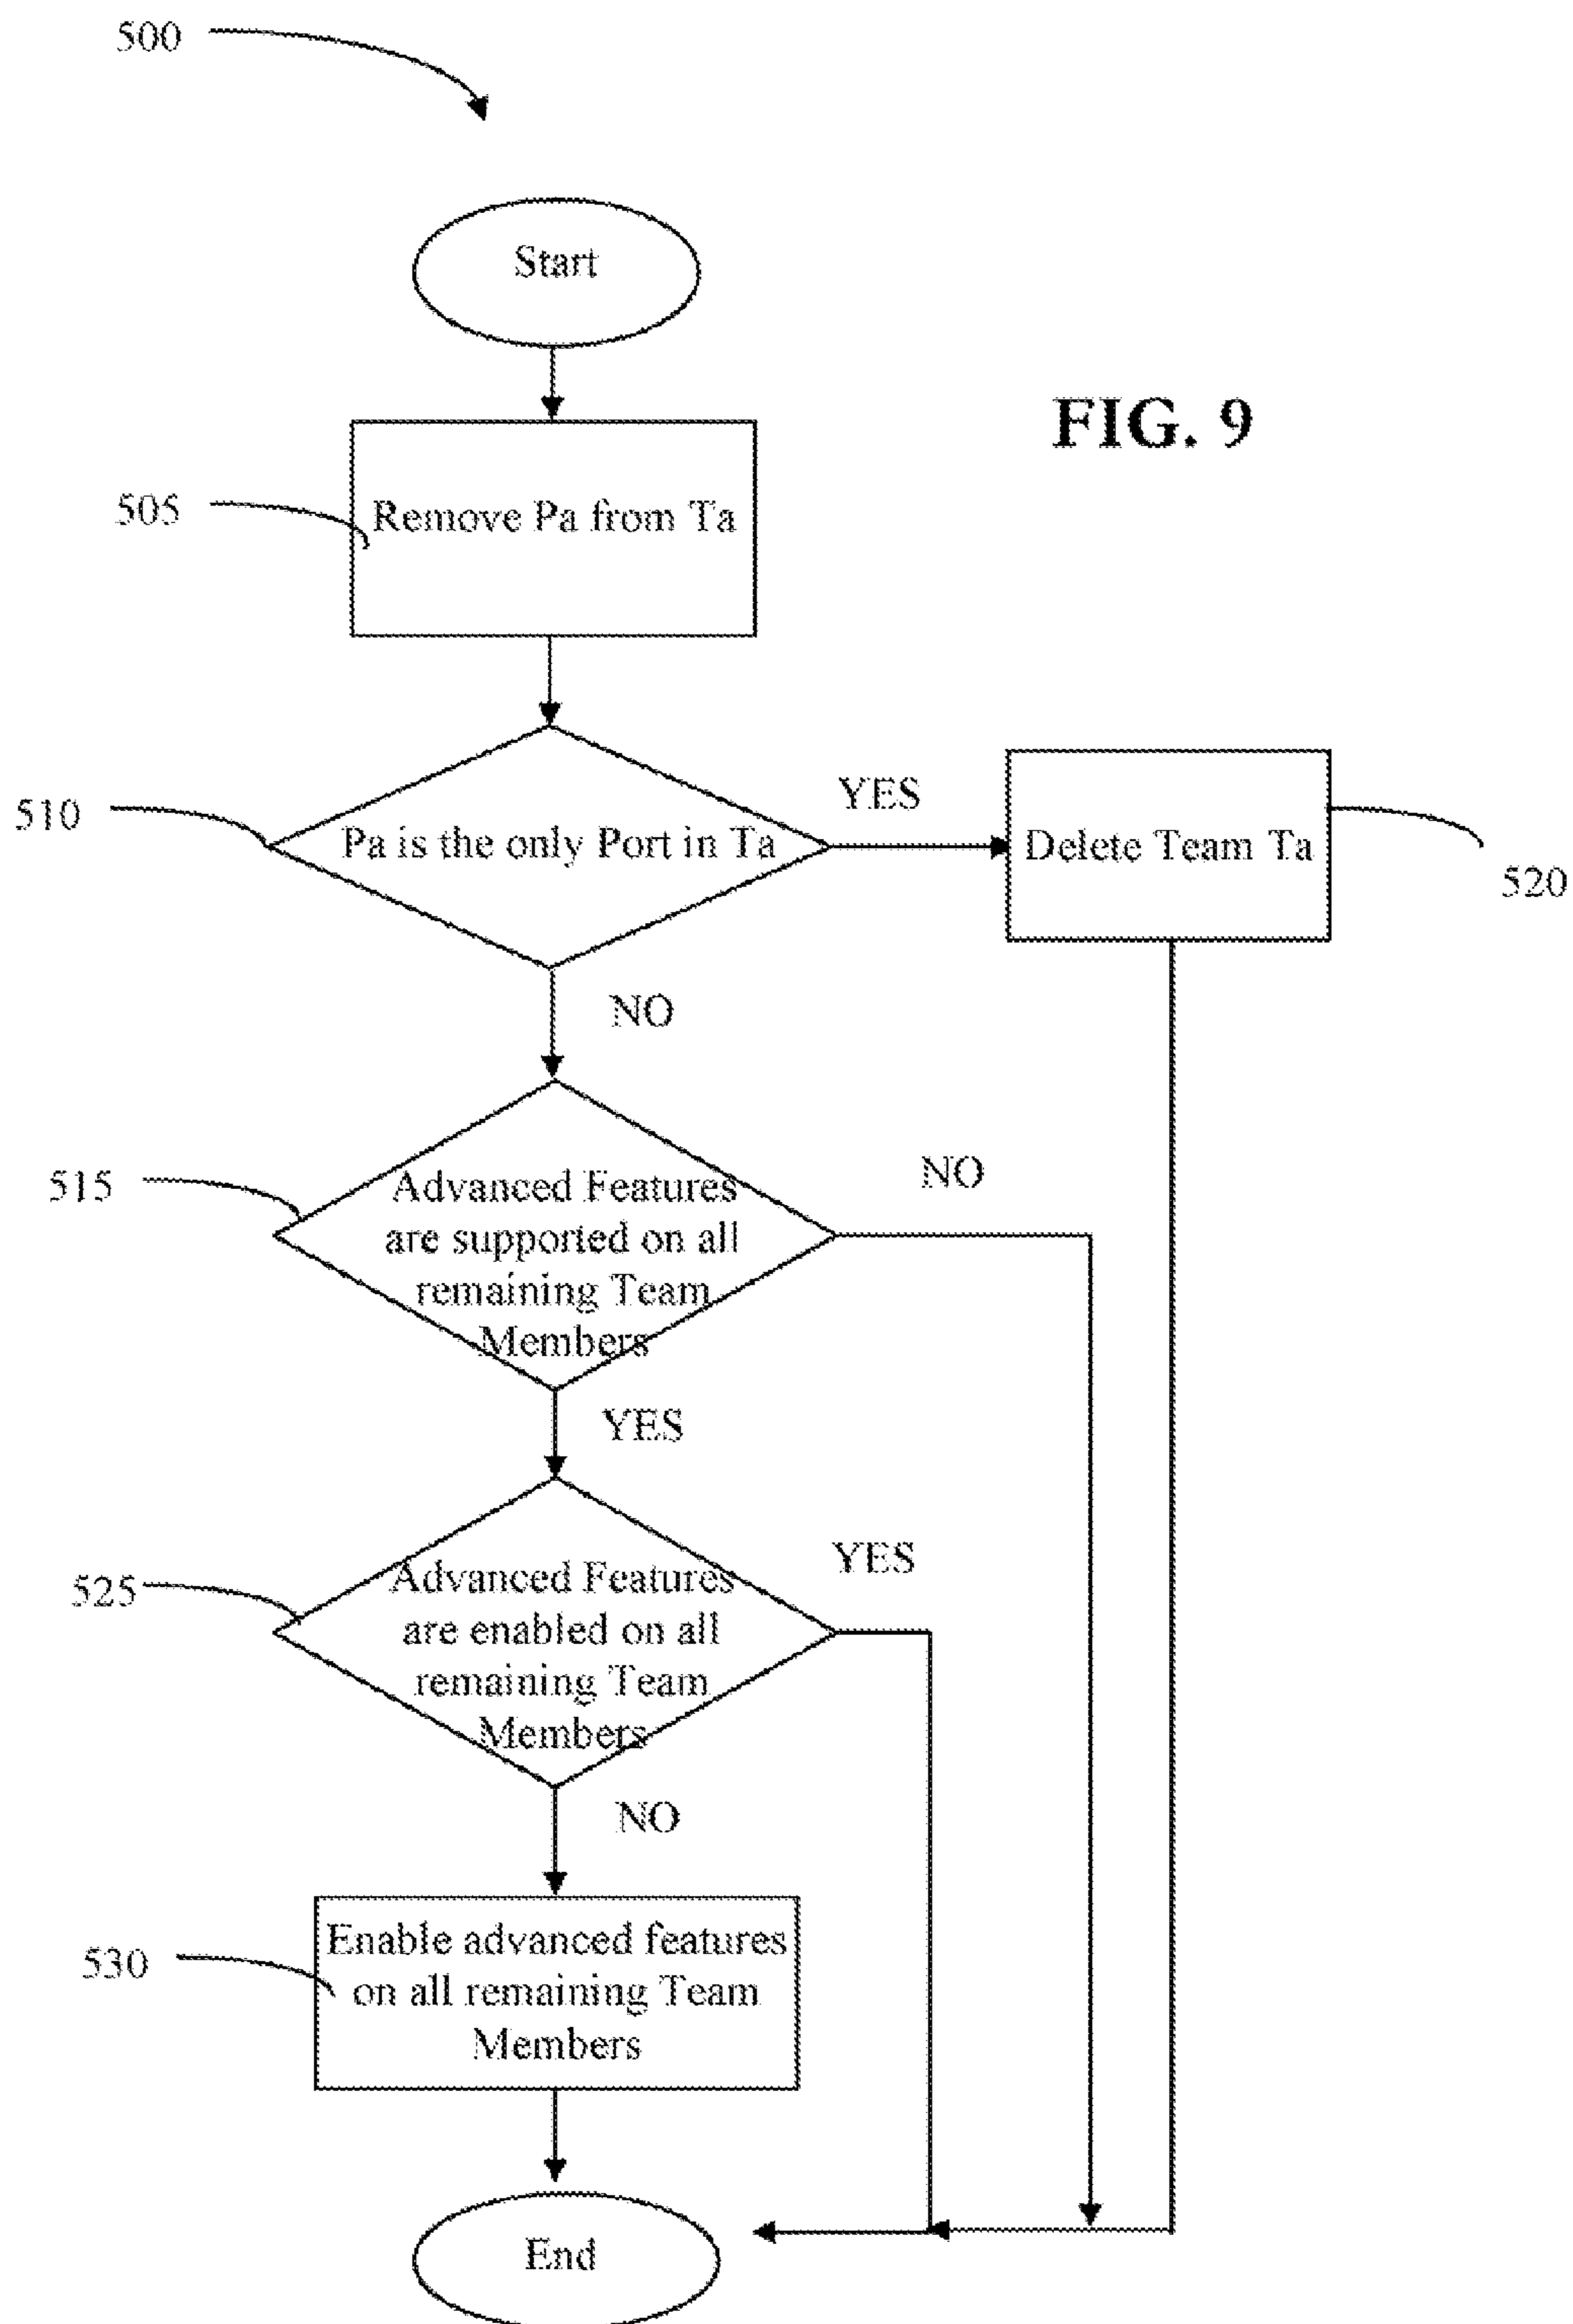 500
Start
FIG. 9
505
Remove Pa from Ta
510
Pa is the only Port in Ta
YES
Delete Team Ta
520
NO
515
Advanced Features
are supported on all
remaining Team
Members
NO
YES
525
Advanced Features
are enabled on all
remaining Team
Members
YES
NO
530
Enable advanced features
on all remaining Team
Members
End